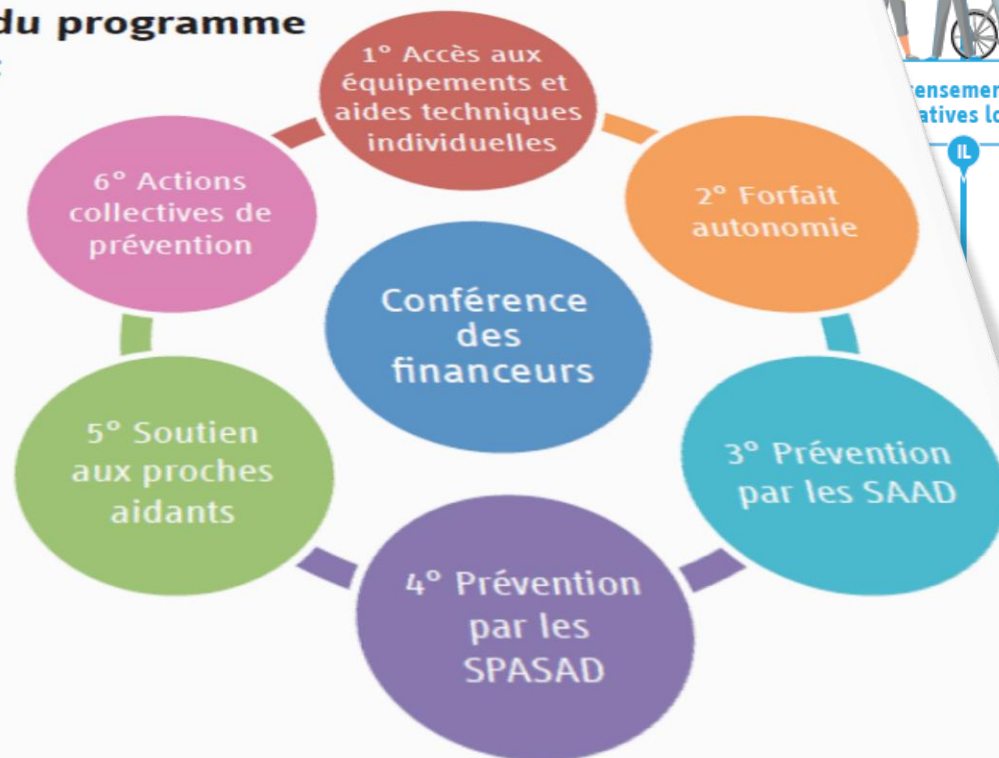 du programme
1° Accès aux
équipements et
aides techniques
individuelles
2° Forfait
autonomie
3° Prévention
par les SAAD
4° Prévention
par les
SPASAD
5° Soutien
aux proches
aidants
6° Actions
collectives de
prévention
Conférence
des
financeurs
IL